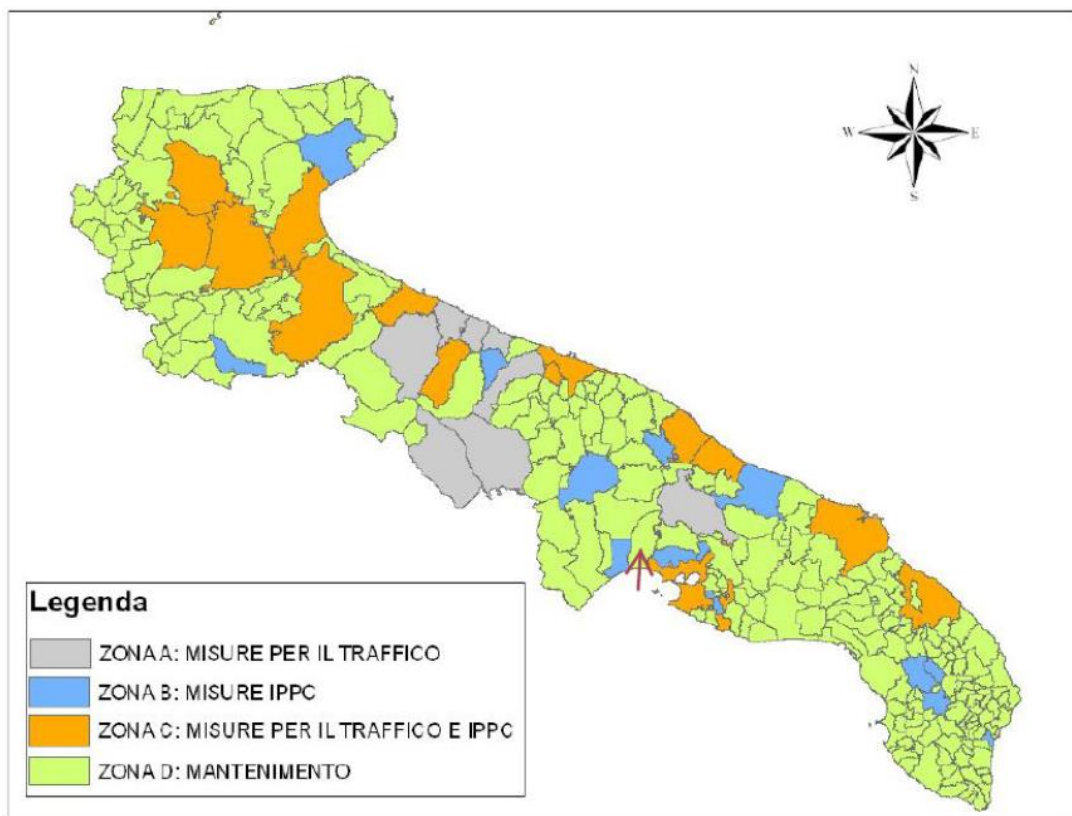 N
W E
S
Legenda
ZONA A: MISURE PER IL TRAFFICO
ZONA B: MISURE IPPC
ZONA C: MISURE PER IL TRAFFICO E IPPC
ZONA D: MANTENIMENTO